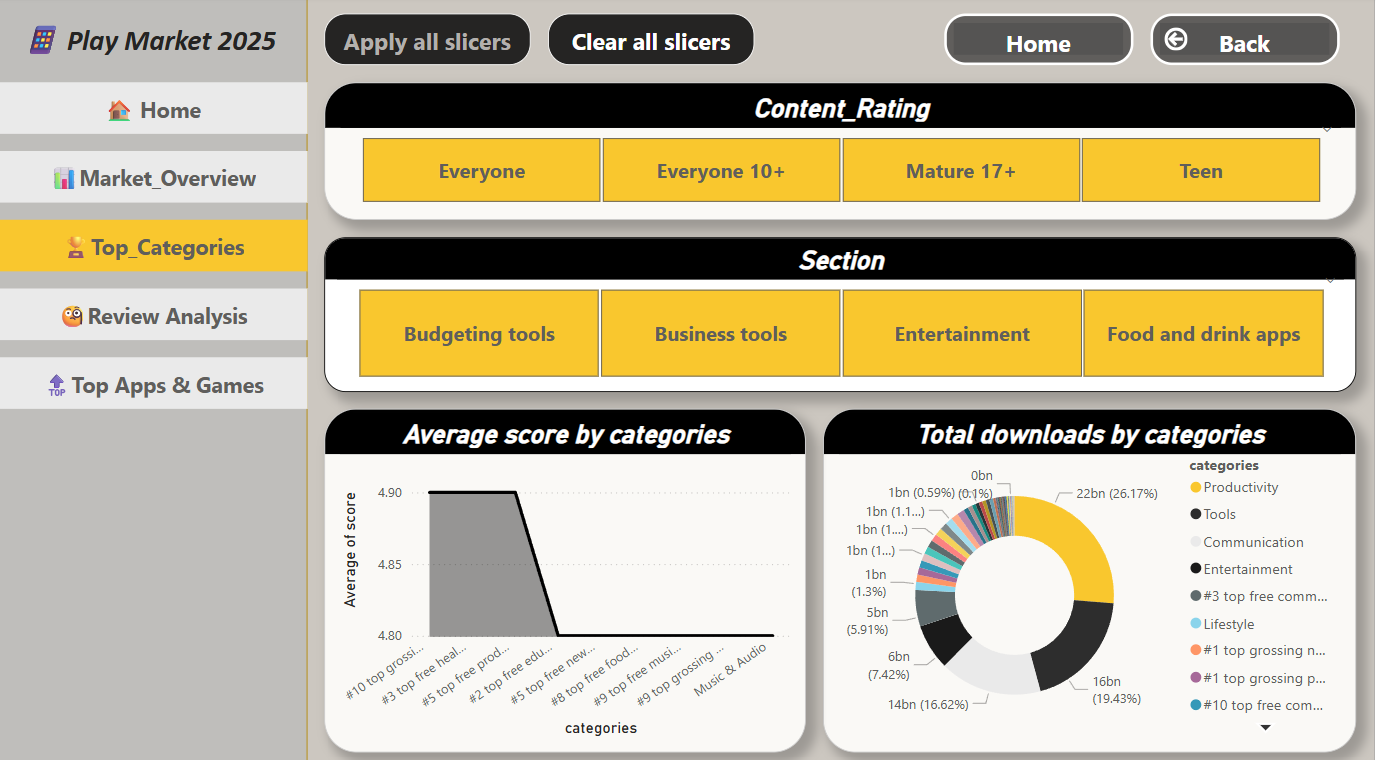 Play Market 2025
Apply all slicers
Clear all slicers
Home
Back
Home
Market_Overview
Top_Categories
Review Analysis
TOP
Top Apps & Games
Content_Rating
Everyone
Everyone 10+
Mature 17+
Teen
Section
Budgeting tools
Business tools
Entertainment
Food and drink apps
Average score by categories
Average of score
4.90
4.85
4.80
#10 top grossi...
#3 top free heal...
#5 top free prod...
#2 top free edu...
#5 top free new...
#8 top free food...
#9 top free musi...
#9 top grossing ...
Music & Audio
categories
Total downloads by categories
0bn
(0.1%)
1bn (0.59%)
1bn (1.1...)
1bn (1....)
1bn (1...)
1bn
(1.3%)
5bn
(5.91%)
6bn
(7.42%)
14bn (16.62%)
16bn
(19.43%)
22bn (26.17%)
categories
Productivity
Tools
Communication
Entertainment
#3 top free comm...
Lifestyle
#1 top grossing n...
#1 top grossing p...
#10 top free com...